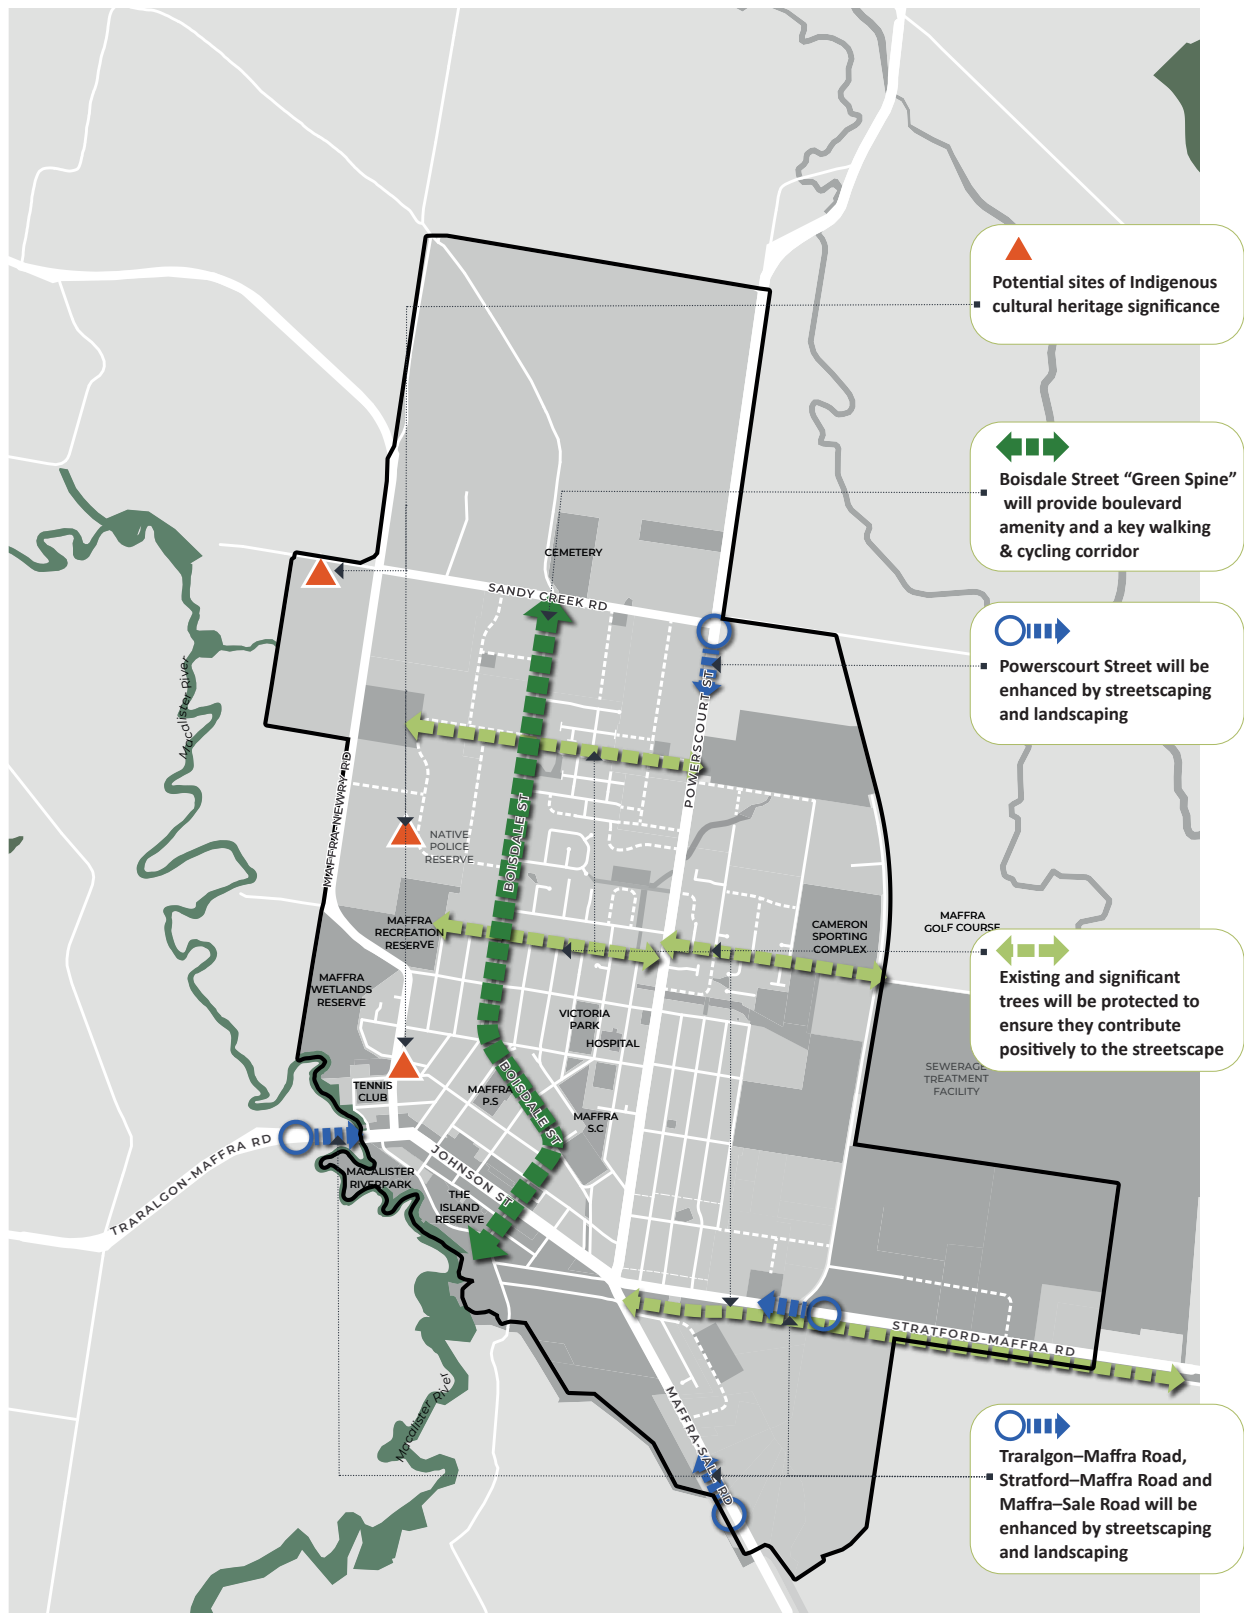 Potential sites of Indigenous
cultural heritage significance
Boisdale Street “Green Spine”
will provide boulevard
amenity and a key walking
& cycling corridor
CEMETERY
SANDY CREEK RD
Powerscourt Street will be
enhanced by streetscaping
and landscaping
Macalister River
POWERSCOURT ST
MAFFRA-NEWRY RD
BOISDALE ST
NATIVE
POLICE
RESERVE
MAFFRA
RECREATION
RESERVE
CAMERON
SPORTING
COMPLEX
MAFFRA
GOLF COURSE
MAFFRA
WETLANDS
RESERVE
Existing and significant
trees will be protected to
ensure they contribute
positively to the streetscape
VICTORIA
PARK
HOSPITAL
SEWERAGE
TREATMENT
FACILITY
TENNIS
CLUB
MAFFRA
P.S
BOISDALE ST
MAFFRA
S.C
TRARALGON-MAFFRA RD
JOHNSON ST
MACALISTER
RIVERPARK
THE
ISLAND
RESERVE
STRATFORD-MAFFRA RD
Macalister River
MAFFRA-SALE RD
Traralgon–Maffra Road,
Stratford–Maffra Road and
Maffra–Sale Road will be
enhanced by streetscaping
and landscaping